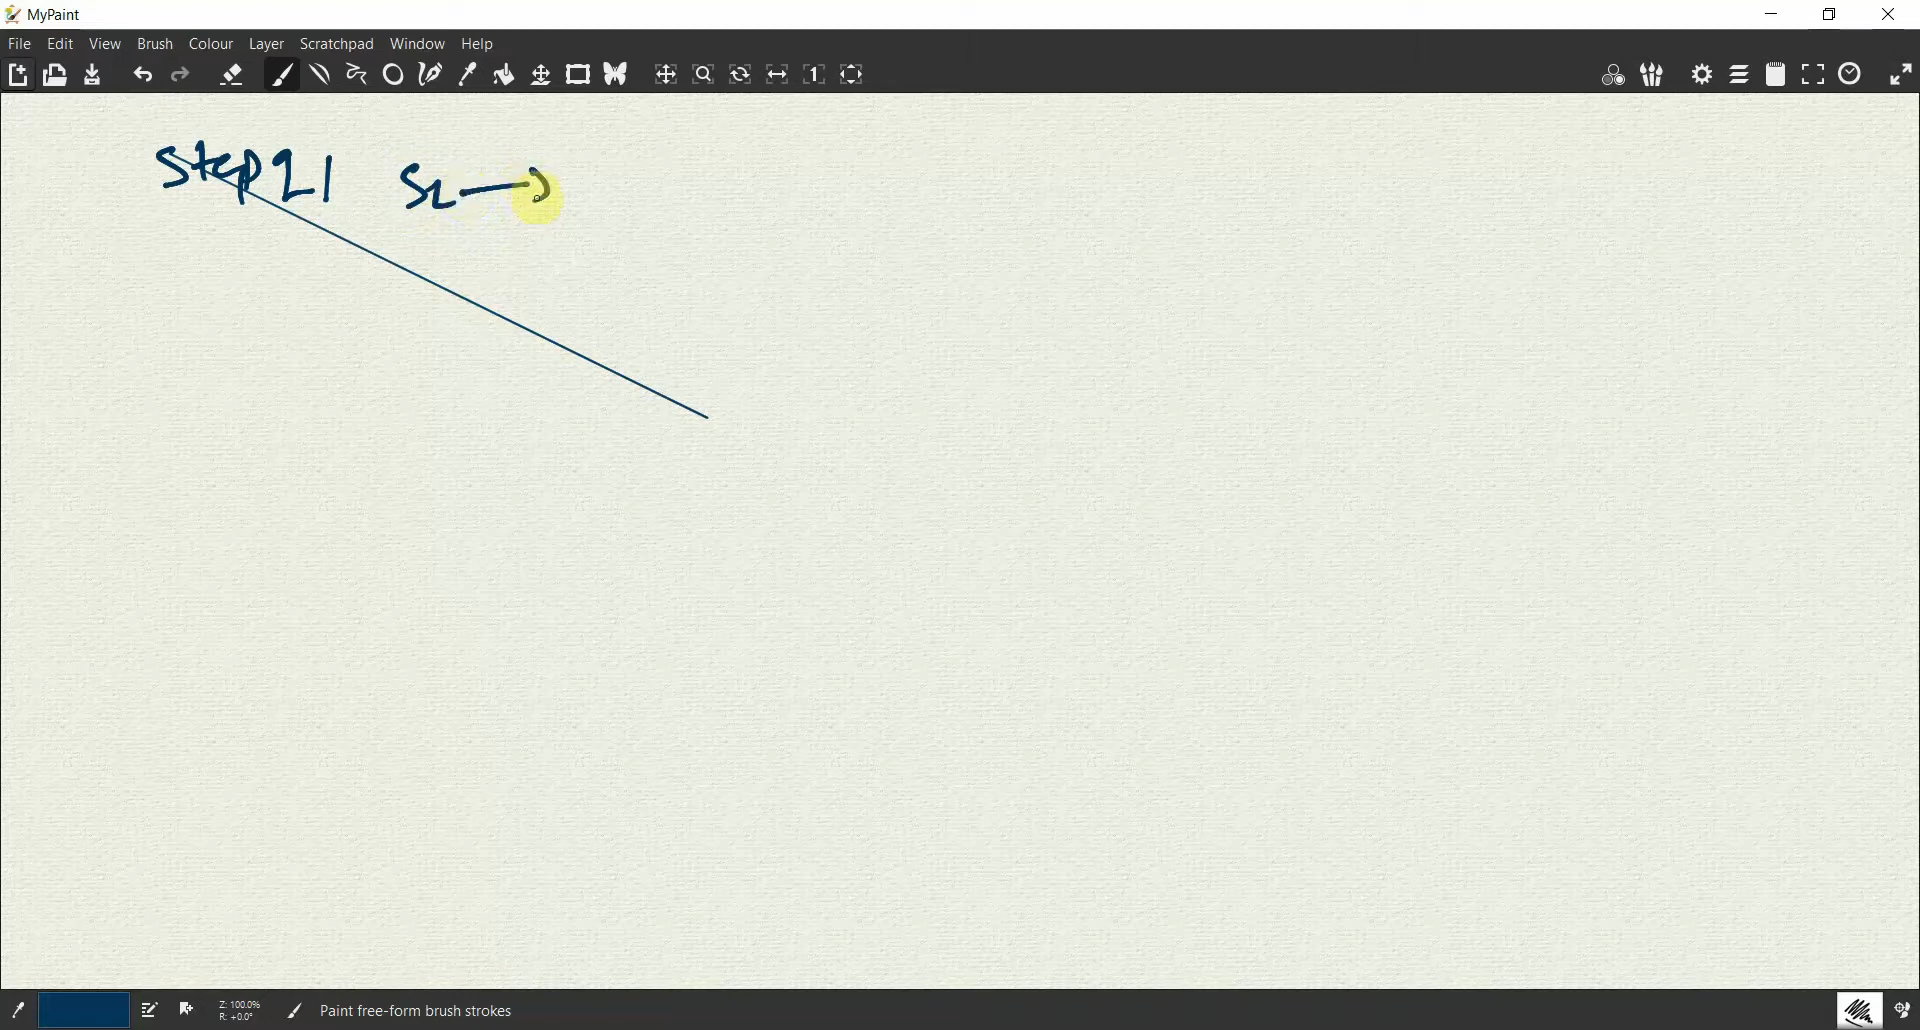 MyPaint
File Edit View Brush Colour Layer Scratchpad Window Help
1
Step 21 S2 →
Z: 100.0%
R: +0.0°
Paint free-form brush strokes